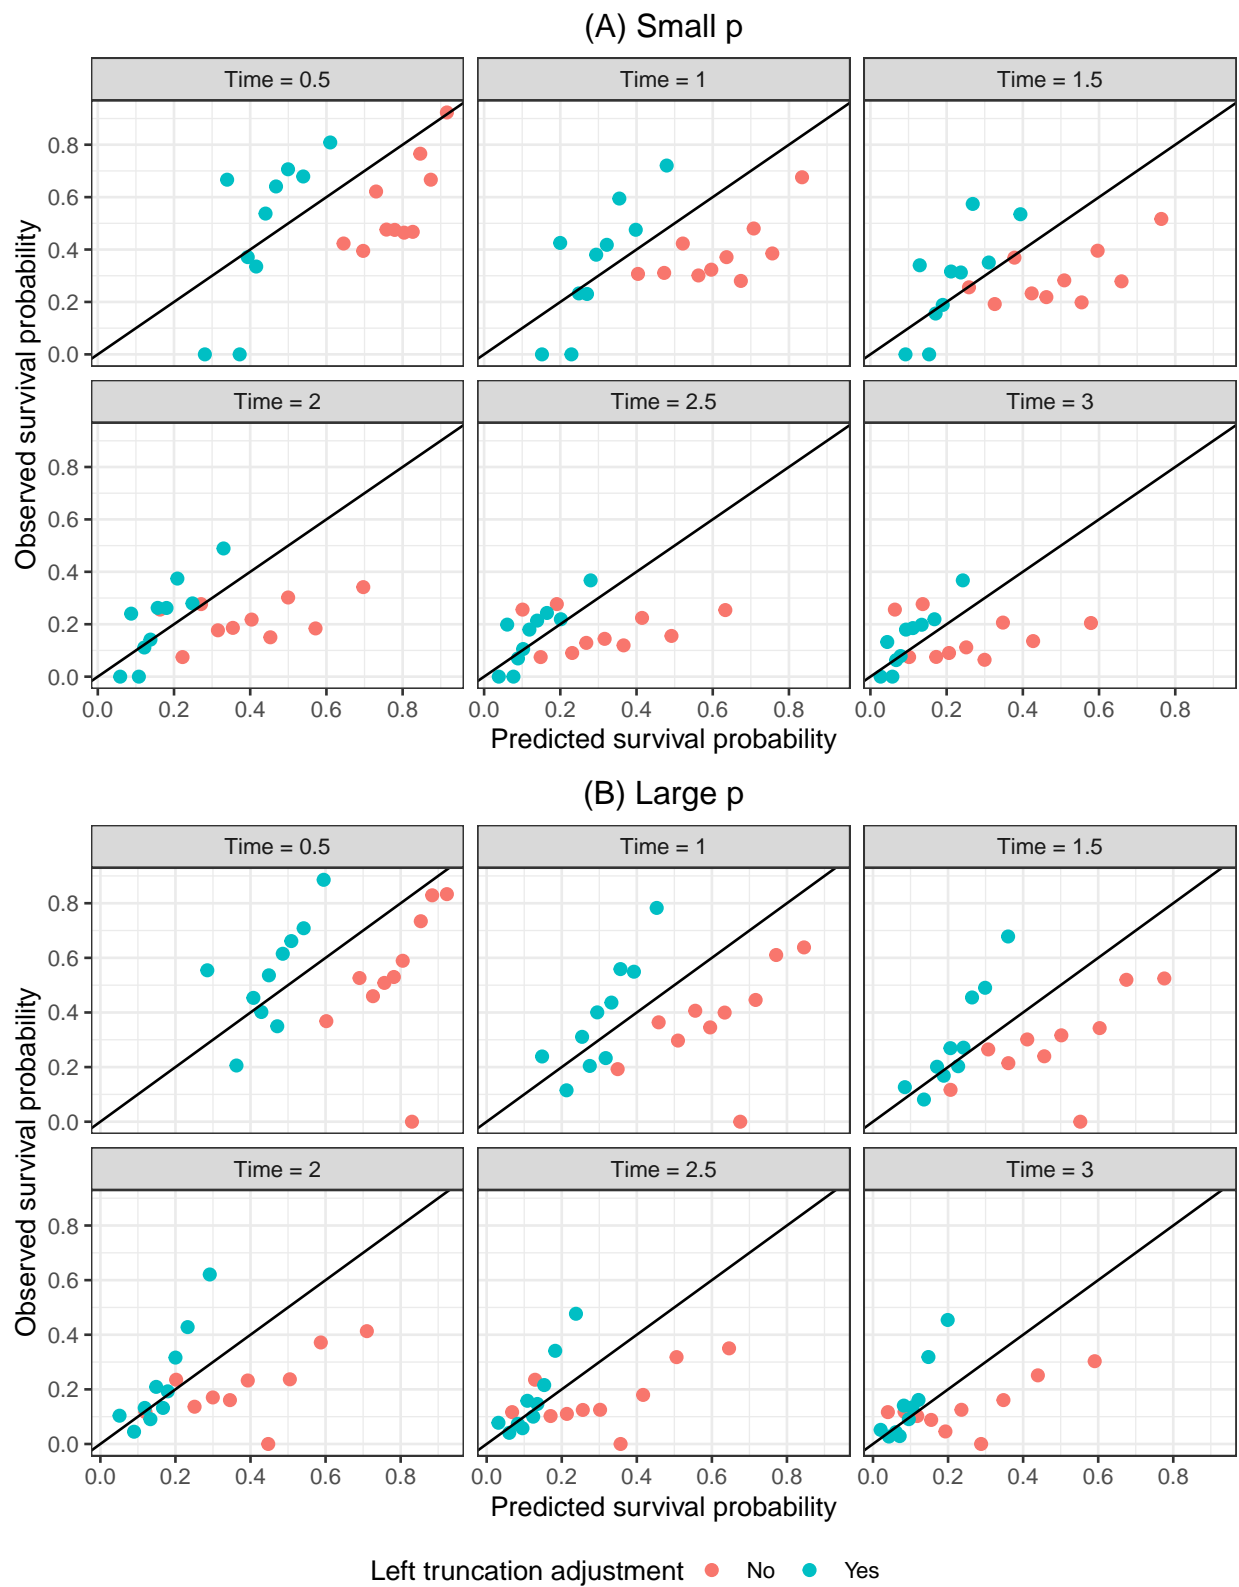 (A) Small p
Time = 0.5
Time = 1
Time = 1.5
0.8
0.6
0.4
0.2
0.0
Time = 2
Time = 2.5
Time = 3
0.8
0.6
0.4
0.2
0.0
0.0 0.2 0.4 0.6 0.8
0.0 0.2 0.4 0.6 0.8
0.0 0.2 0.4 0.6 0.8
Observed survival probability
Predicted survival probability
(B) Large p
Time = 0.5
Time = 1
Time = 1.5
0.8
0.6
0.4
0.2
0.0
Time = 2
Time = 2.5
Time = 3
0.8
0.6
0.4
0.2
0.0
0.0 0.2 0.4 0.6 0.8
0.0 0.2 0.4 0.6 0.8
0.0 0.2 0.4 0.6 0.8
Observed survival probability
Predicted survival probability
Left truncation adjustment No Yes